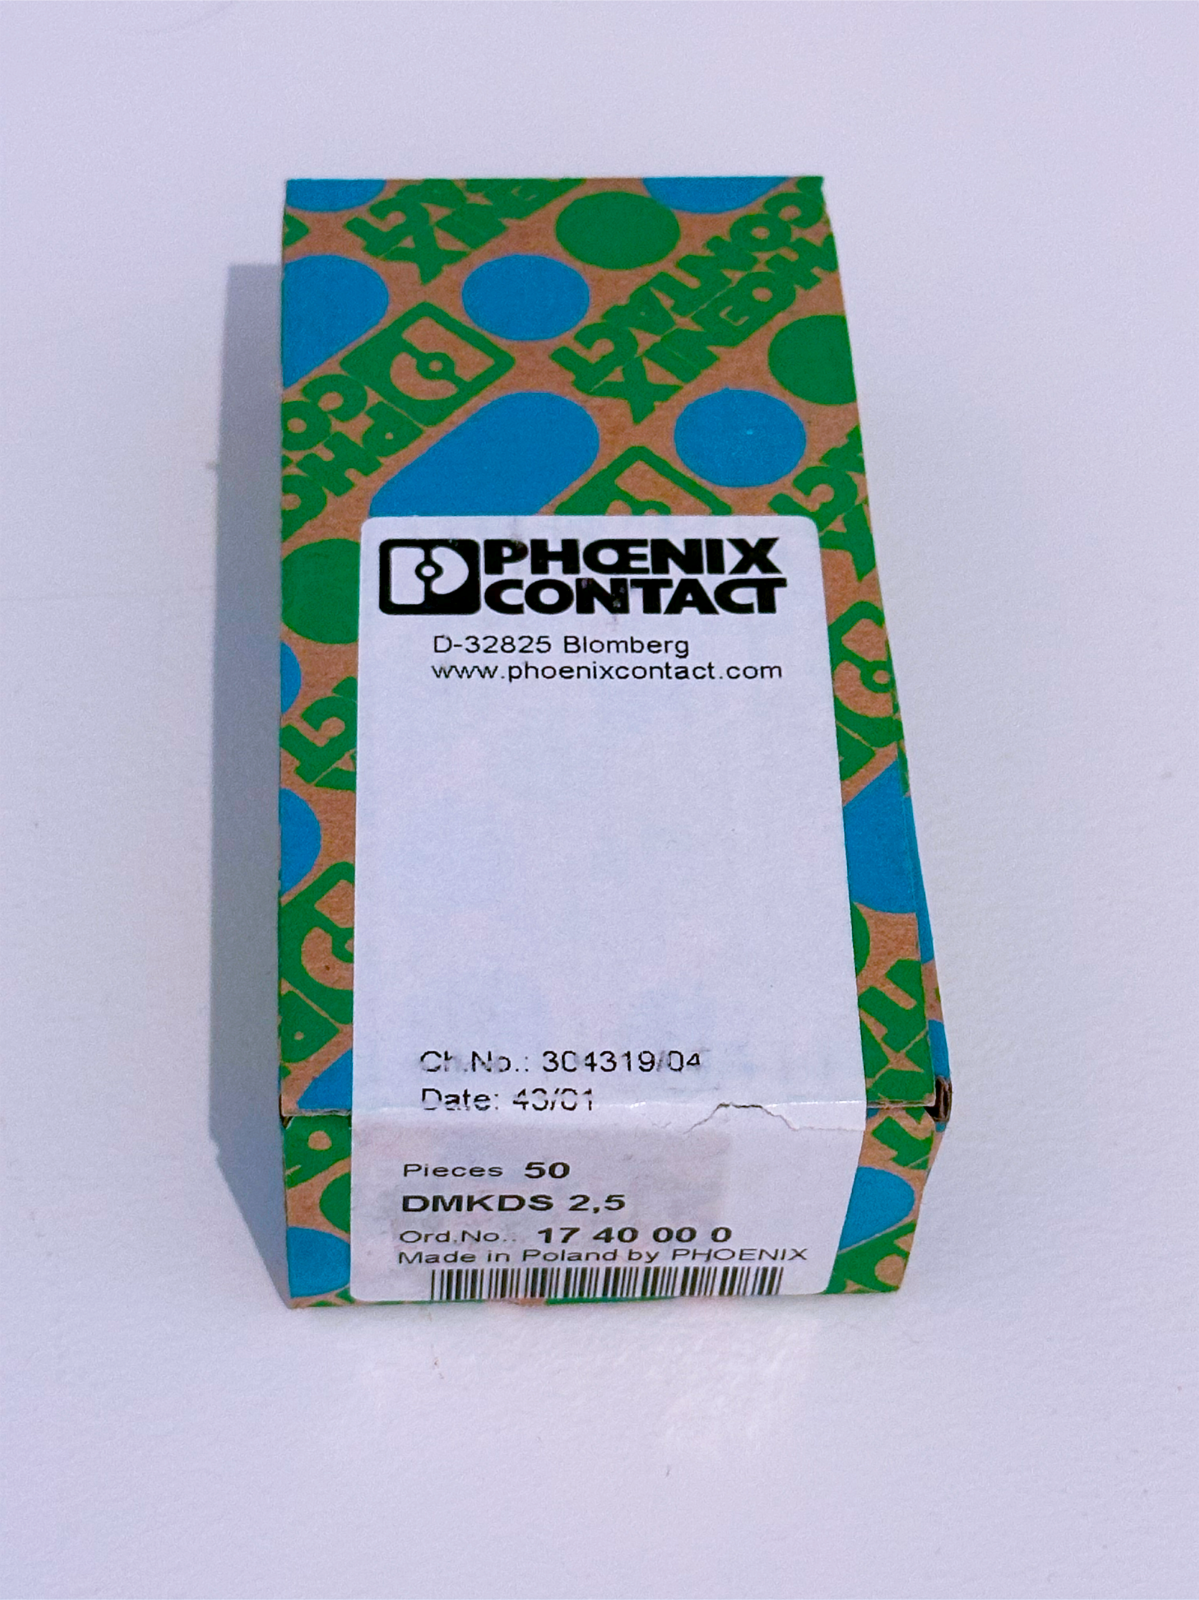 PHOENIX
CONTACT
D-32825 Blomberg
www.phoenixcontact.com
Ch.No.: 304319/04
Date: 43/01
Pieces 50
DMKDS 2,5
Ord.No.: 17 40 00 0
Made in Poland by PHOENIX